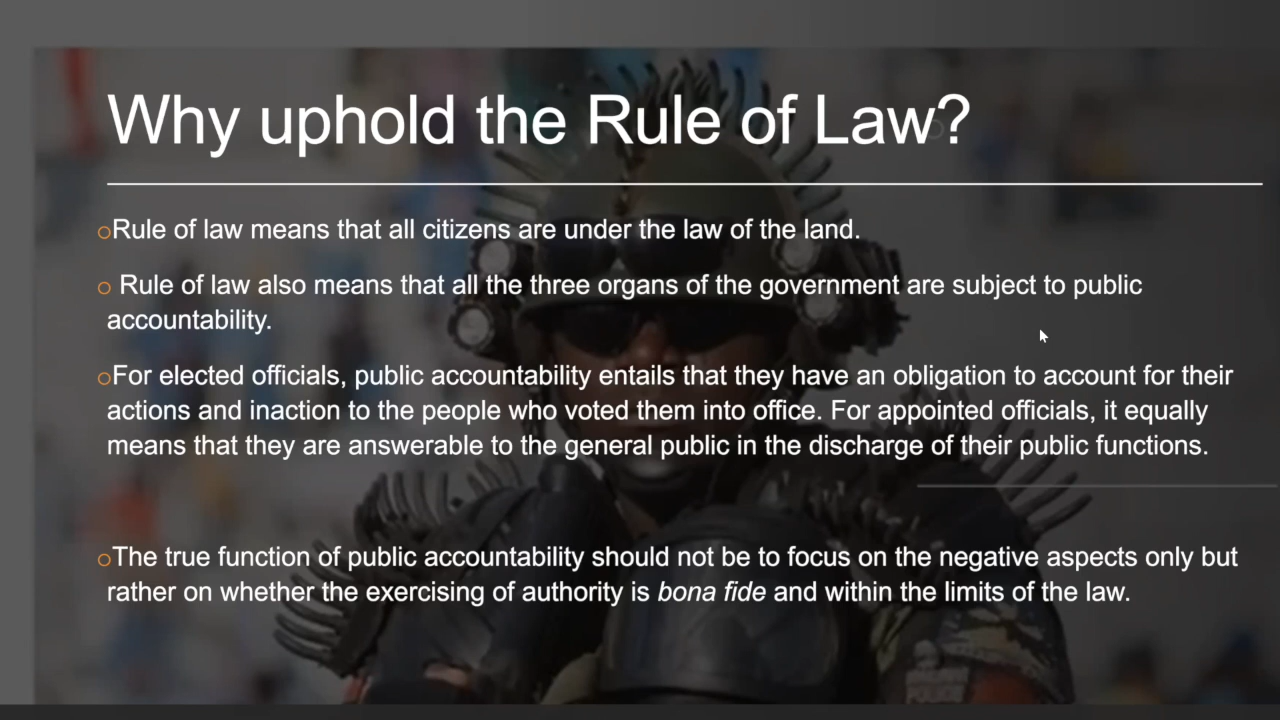 Why uphold the Rule of Law?
oRule of law means that all citizens are under the law of the land.
o Rule of law also means that all the three organs of the government are subject to public
accountability.
oFor elected officials, public accountability entails that they have an obligation to account for their
actions and inaction to the people who voted them into office. For appointed officials, it equally
means that they are answerable to the general public in the discharge of their public functions.
oThe true function of public accountability should not be to focus on the negative aspects only but
rather on whether the exercising of authority is bona fide and within the limits of the law.